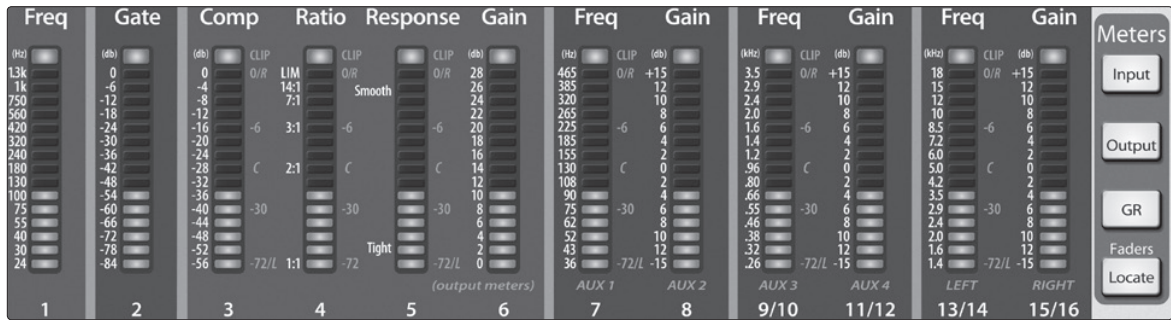 Freq Gate Comp Ratio Response Gain Freq Gain Freq Gain Freq Gain
Meters
(Hz) (db) (db) CLIP CLIP CLIP (db) (Hz) CLIP (db) (kHz) CLIP (db) (kHz) CLIP (db)
1.3k 0 0 0/R LIM 0/R 0/R 28 465 0/R +15 3.5 0/R +15 18 0/R +15
1k -6 -4 14:1 Smooth 26 385 12 2.9 12 15 12
750 -12 -8 7:1 24 320 10 2.4 10 12 10
560 -18 -12 22 265 8 2.0 8 10 8
420 -24 -16 -6 3:1 -6 -6 20 225 -6 6 1.6 -6 6 8.5 -6 6
320 -30 -20 18 185 4 1.4 4 7.2 4
240 -36 -24 16 155 2 1.2 2 6.0 2
180 -42 -28 C 2:1 C C 14 130 C 0 .96 C 0 5.0 C 0
130 -48 -32 12 108 2 .80 2 4.2 2
100 -54 -36 10 90 4 .66 4 3.5 4
75 -60 -40 -30 -30 -30 8 75 -30 6 .55 -30 6 2.9 -30 6
55 -66 -44 6 62 8 .46 8 2.4 8
40 -72 -48 4 52 10 .38 10 2.0 10
30 -78 -52 Tight 2 43 12 .32 12 1.6 12
24 -84 -56 -72/L 1:1 -72 -72/L 0 36 -72/L -15 .26 -72/L -15 1.4 -72/L -15
(output meters) AUX 1 AUX 2 AUX 3 AUX 4 LEFT RIGHT
1 2 3 4 5 6 7 8 9/10 11/12 13/14 15/16
Input
Output
GR
Faders
Locate